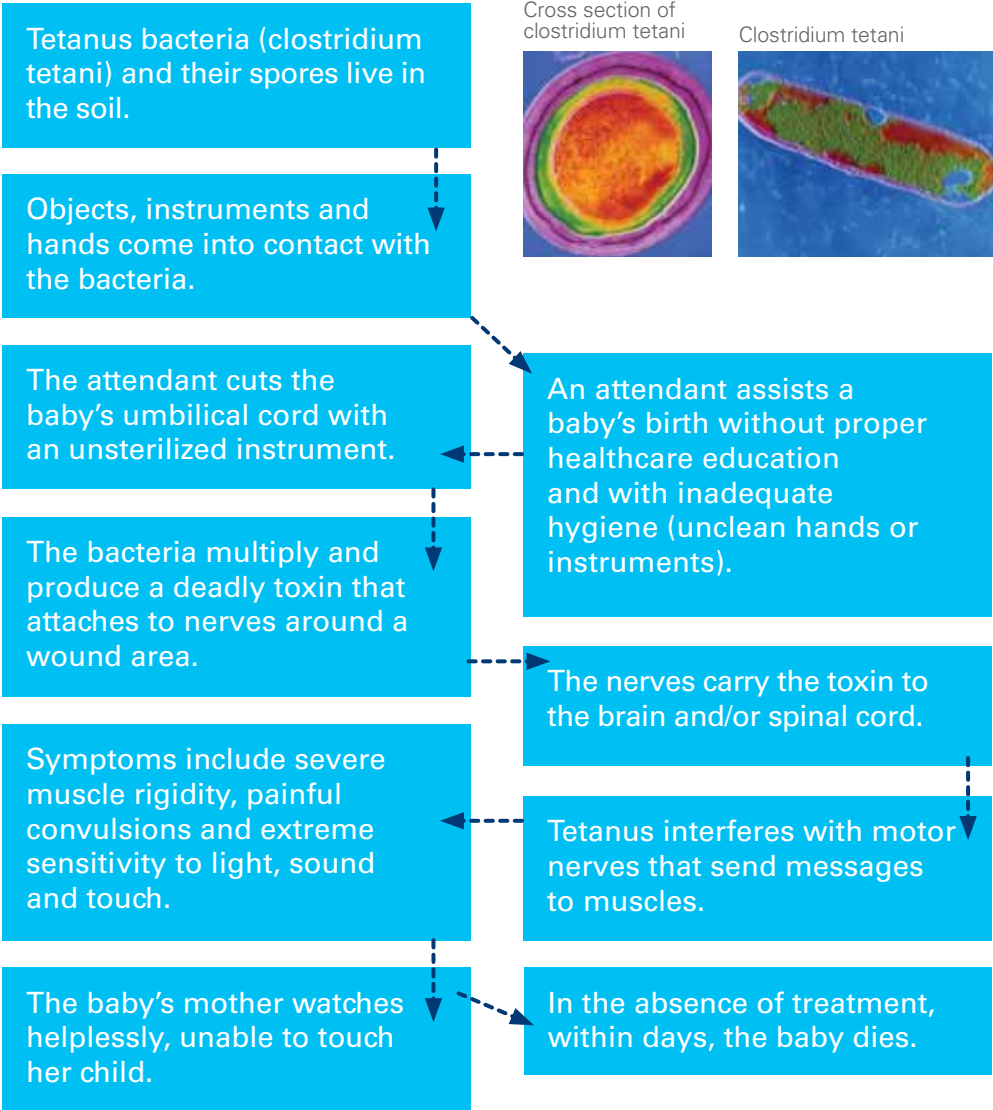 Tetanus bacteria (clostridium
tetani) and their spores live in
the soil.
Cross section of
clostridium tetani
Clostridium tetani
Objects, instruments and
hands come into contact with
the bacteria.
An attendant assists a
baby’s birth without proper
healthcare education
and with inadequate
hygiene (unclean hands or
instruments).
The attendant cuts the
baby’s umbilical cord with
an unsterilized instrument.
The bacteria multiply and
produce a deadly toxin that
attaches to nerves around a
wound area.
The nerves carry the toxin to
the brain and/or spinal cord.
Tetanus interferes with motor
nerves that send messages
to muscles.
Symptoms include severe
muscle rigidity, painful
convulsions and extreme
sensitivity to light, sound
and touch.
The baby’s mother watches
helplessly, unable to touch
her child.
In the absence of treatment,
within days, the baby dies.